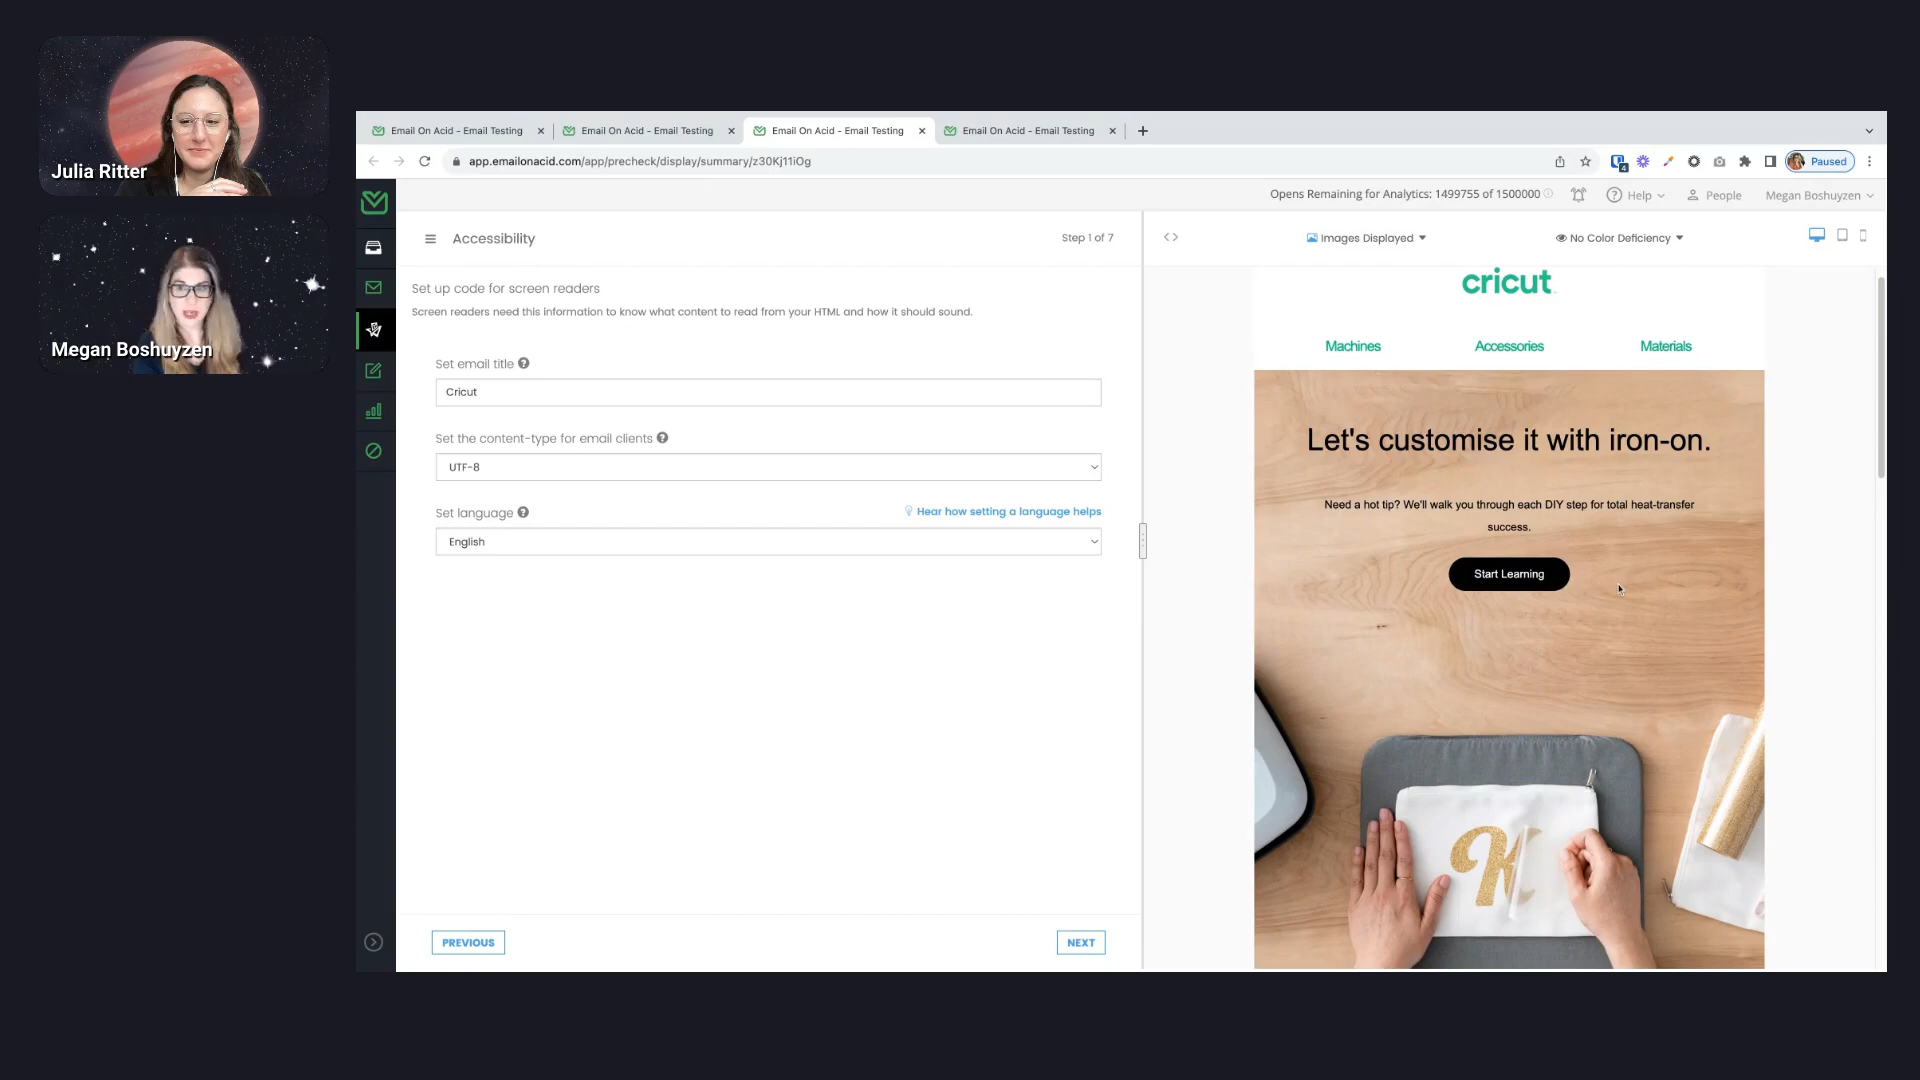 Julia Ritter
Megan Boshuyzen
Email On Acid - Email Testing
Email On Acid - Email Testing
Email On Acid - Email Testing
Email On Acid - Email Testing
app.emailonacid.com/app/precheck/display/summary/z30Kj11iOg
4
Paused
Opens Remaining for Analytics: 1499755 of 1500000
Help
People
Megan Boshuyzen
Accessibility
Step 1 of 7
Set up code for screen readers
Screen readers need this information to know what content to read from your HTML and how it should sound.
Set email title
Cricut
Set the content-type for email clients
UTF-8
Set language
Hear how setting a language helps
English
PREVIOUS
NEXT
Images Displayed
No Color Deficiency
cricut
Machines
Accessories
Materials
Let's customise it with iron-on.
Need a hot tip? We'll walk you through each DIY step for total heat-transfer
success.
Start Learning
K